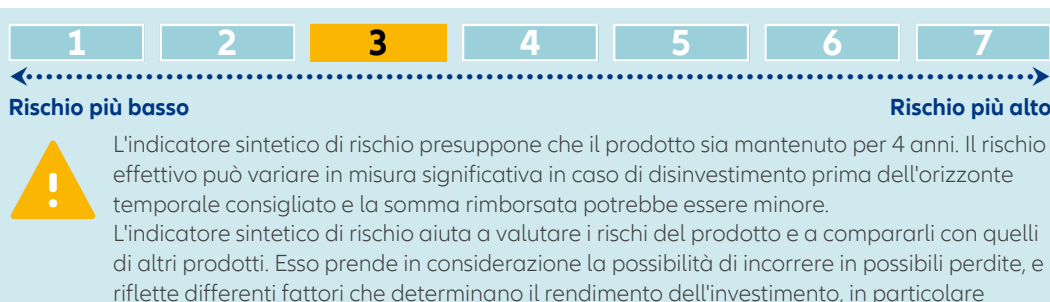 1 2 3 4 5 6 7
Rischio più basso Rischio più alto
L'indicatore sintetico di rischio presuppone che il prodotto sia mantenuto per 4 anni. Il rischio
effettivo può variare in misura significativa in caso di disinvestimento prima dell'orizzonte
temporale consigliato e la somma rimborsata potrebbe essere minore.
L'indicatore sintetico di rischio aiuta a valutare i rischi del prodotto e a compararli con quelli
di altri prodotti. Esso prende in considerazione la possibilità di incorrere in possibili perdite, e
riflette differenti fattori che determinano il rendimento dell'investimento, in particolare